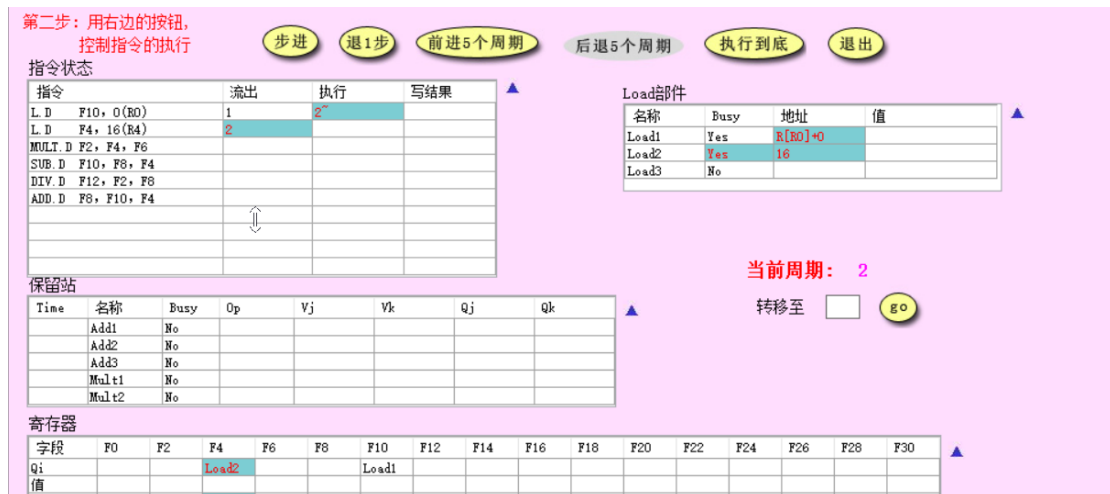 第二步：用右边的按钮,
控制指令的执行
步进 退1步 前进5个周期 后退5个周期 执行到底 退出
指令状态
指令 流出 执行 写结果
L.D F10, 0(R0) 1 2~
L.D F4, 16(R4) 2
MULT.D F2, F4, F6
SUB.D F10, F8, F4
DIV.D F12, F2, F8
ADD.D F8, F10, F4
Load部件
名称 Busy 地址 值
Load1 Yes R[R0]+0
Load2 Yes 16
Load3 No
当前周期: 2
转移至 go
保留站
Time 名称 Busy Op Vj Vk Qj Qk
Add1 No
Add2 No
Add3 No
Mult1 No
Mult2 No
寄存器
字段 F0 F2 F4 F6 F8 F10 F12 F14 F16 F18 F20 F22 F24 F26 F28 F30
Qi Load2 Load1
值